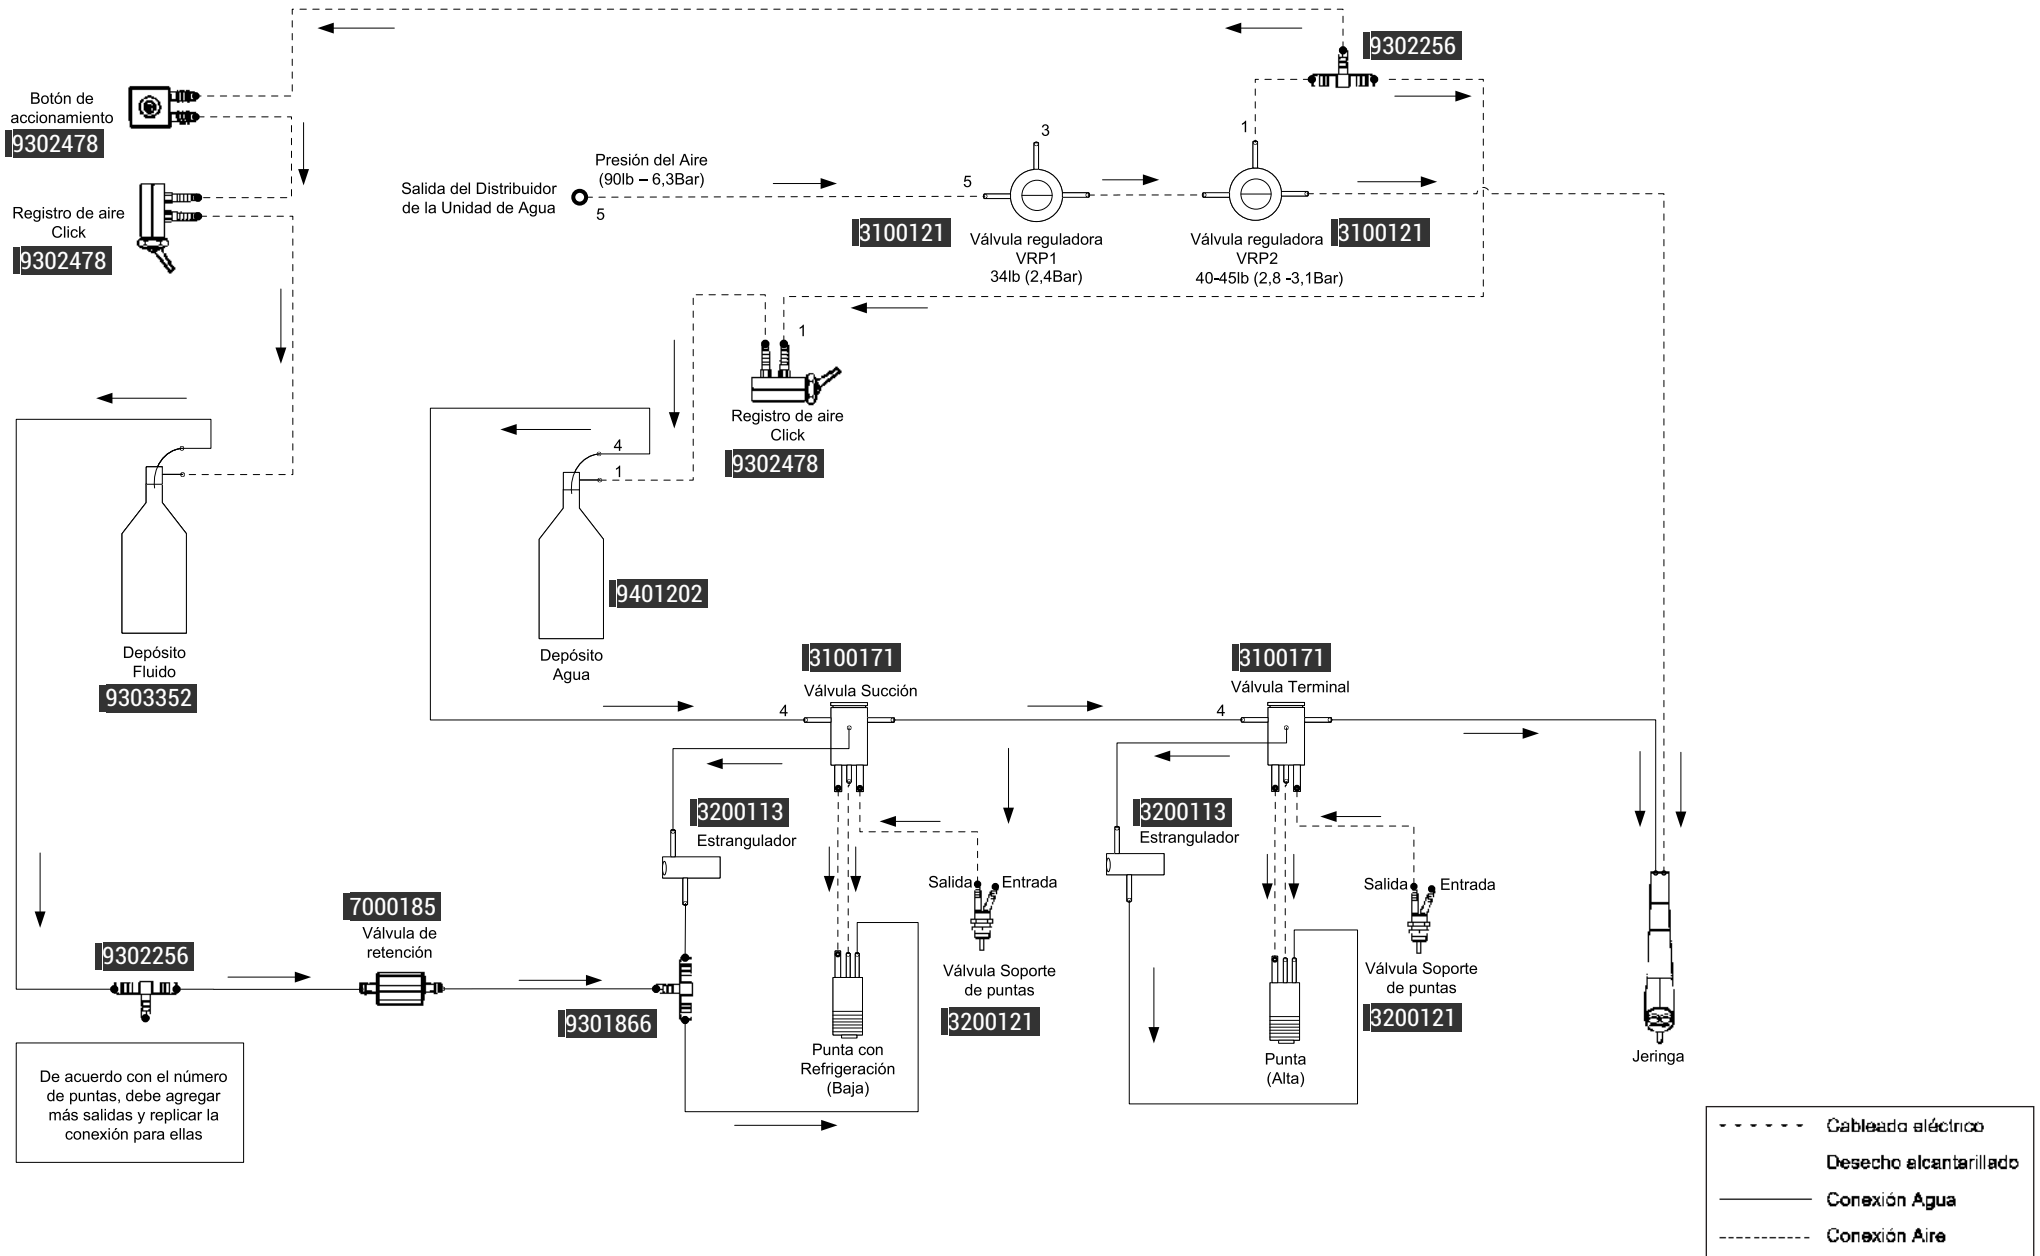 9302256
Botón de
accionamiento
9302478
Registro de aire
Click
9302478
Salida del Distribuidor
de la Unidad de Agua
Presión del Aire
(90lb – 6,3Bar)
5
5
3
3100121
Válvula reguladora
VRP1
34lb (2,4Bar)
1
Válvula reguladora
VRP2
40-45lb (2,8 -3,1Bar)
3100121
1
Registro de aire
Click
9302478
4
1
9401202
Depósito
Agua
Depósito
Fluido
9303352
3100171
Válvula Succión
4
3100171
Válvula Terminal
4
3200113
Estrangulador
3200113
Estrangulador
Salida
Entrada
Salida
Entrada
7000185
Válvula de
retención
9302256
9301866
Válvula Soporte
de puntas
3200121
Válvula Soporte
de puntas
3200121
Punta con
Refrigeración
(Baja)
Punta
(Alta)
Jeringa
De acuerdo con el número
de puntas, debe agregar
más salidas y replicar la
conexión para ellas
Cableado eléctrico
Desecho alcantarillado
Conexión Agua
Conexión Aire